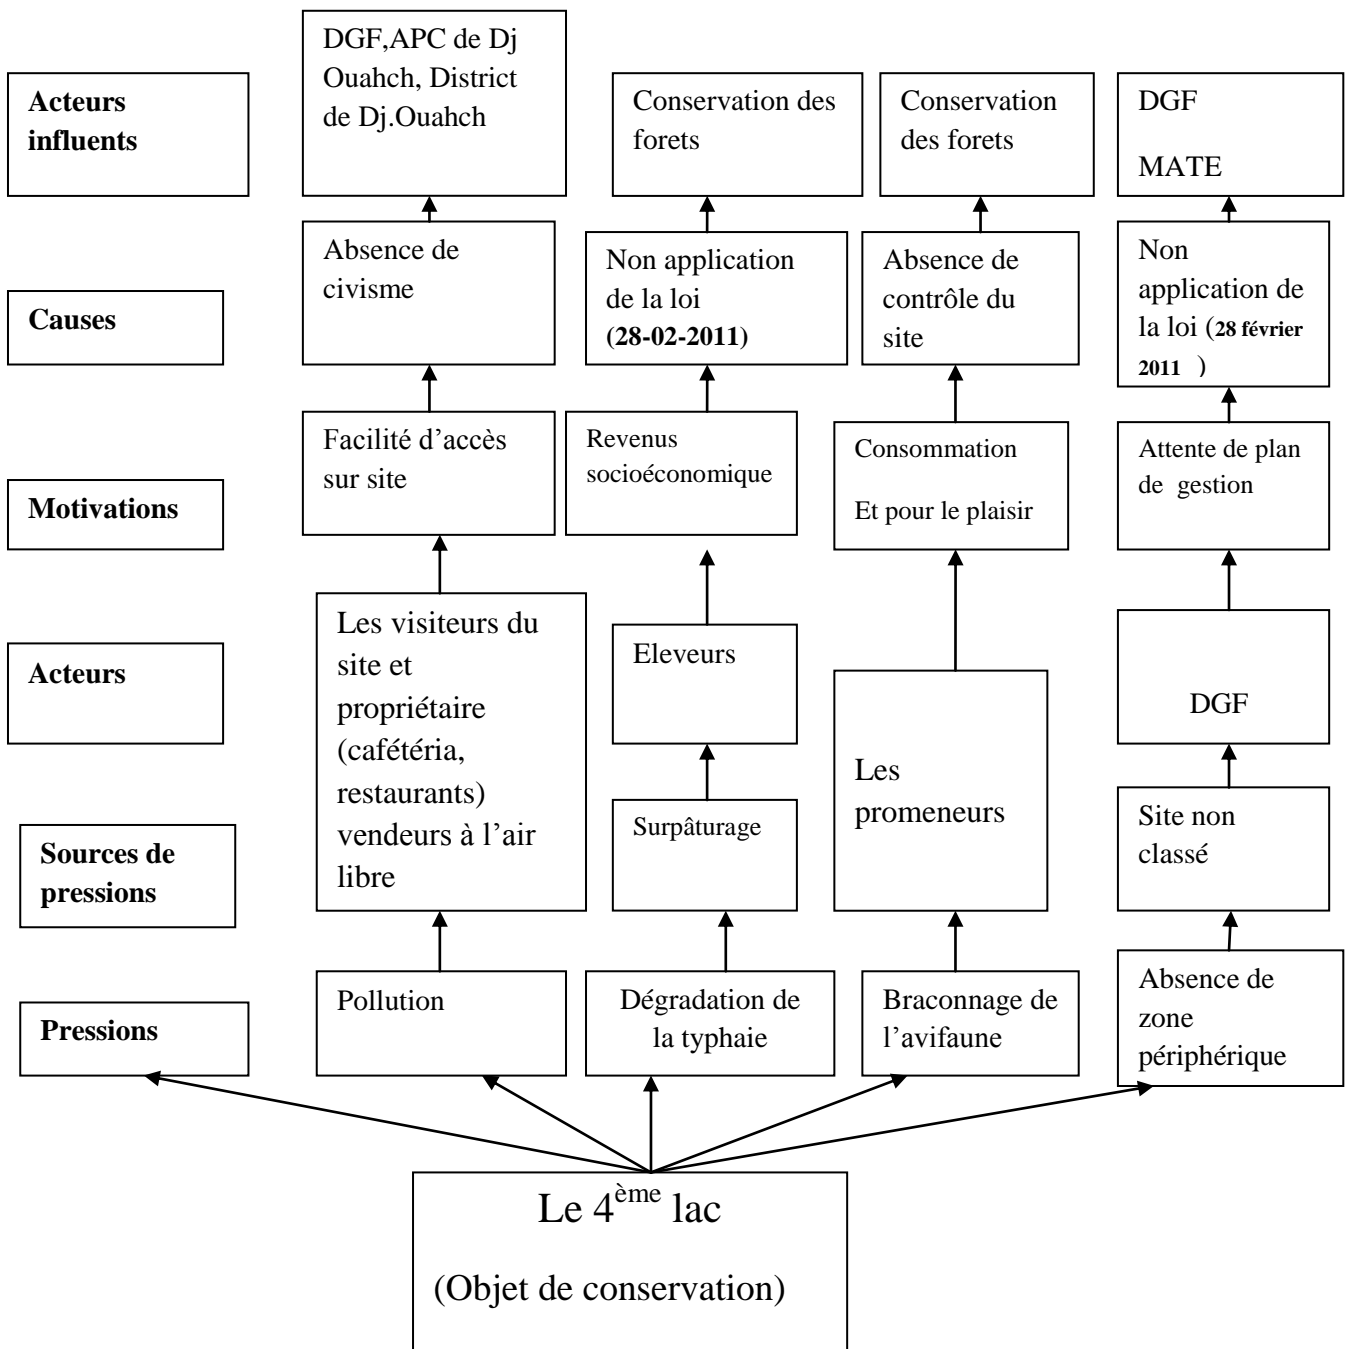 Acteurs
influents
DGF,APC de Dj
Ouahch, District
de Dj.Ouahch
Conservation des
forets
Conservation
des forets
DGF
MATE
Causes
Absence de
civisme
Non application
de la loi
(28-02-2011)
Absence de
contrôle du
site
Non
application de
la loi (28 février
2011 )
Motivations
Facilité d’accès
sur site
Revenus
socioéconomique
Consommation
Et pour le plaisir
Attente de plan
de gestion
Acteurs
Les visiteurs du
site et
propriétaire
(cafétéria,
restaurants)
vendeurs à l’air
libre
Eleveurs
Les
promeneurs
DGF
Sources de
pressions
Surpâturage
Site non
classé
Pressions
Pollution
Dégradation de
la typhaie
Braconnage de
l’avifaune
Absence de
zone
périphérique
Le 4ème lac
(Objet de conservation)